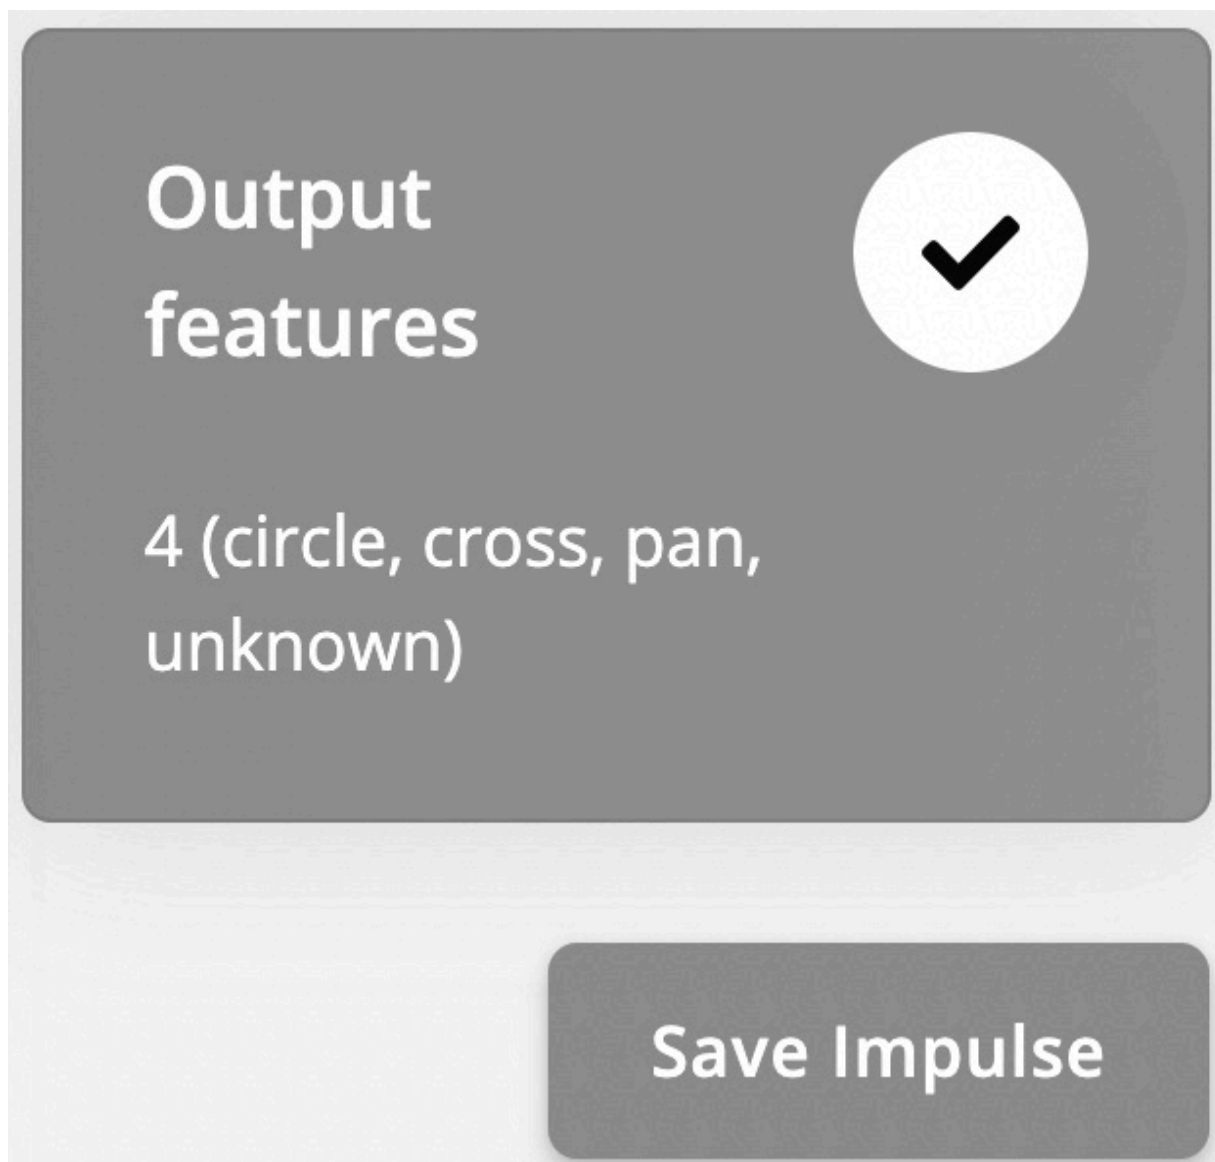 Output
features
4 (circle, cross, pan,
unknown)
Save Impulse